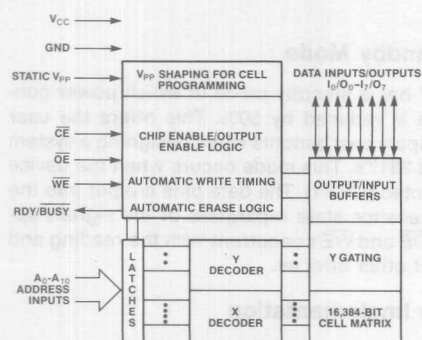 VCC
GND
STATIC VPP
CE
OE
WE
RDY/BUSY
A0-A10
ADDRESS
INPUTS
VPP SHAPING FOR CELL
PROGRAMMING
CHIP ENABLE/OUTPUT
ENABLE LOGIC
AUTOMATIC WRITE TIMING
AUTOMATIC ERASE LOGIC
LATCHES
Y
DECODER
X
DECODER
DATA INPUTS/OUTPUTS
I0/O0–I7/O7
OUTPUT/INPUT
BUFFERS
Y GATING
16,384-BIT
CELL MATRIX